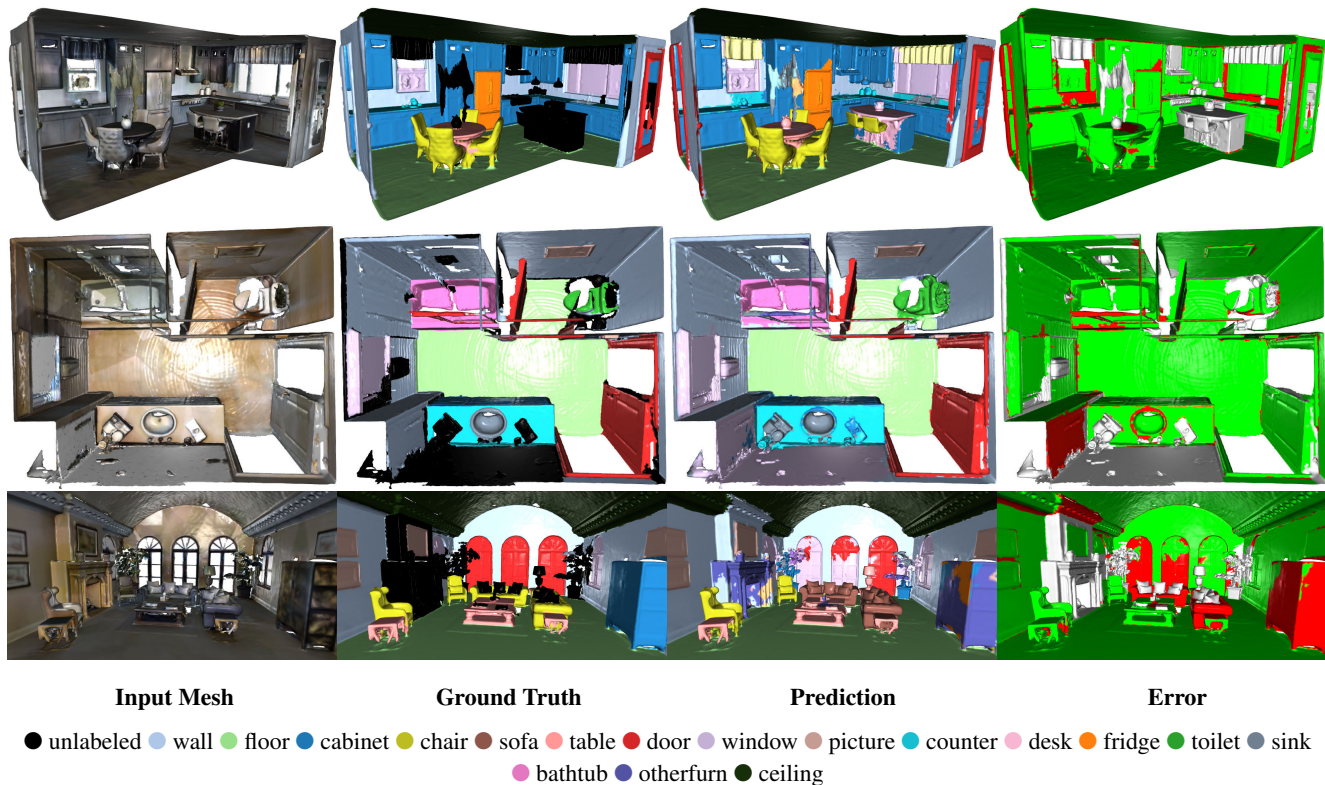 Input Mesh Ground Truth Prediction Error
unlabeled wall floor cabinet chair sofa table door window picture counter desk fridge toilet sink
bathtub otherfurn ceiling